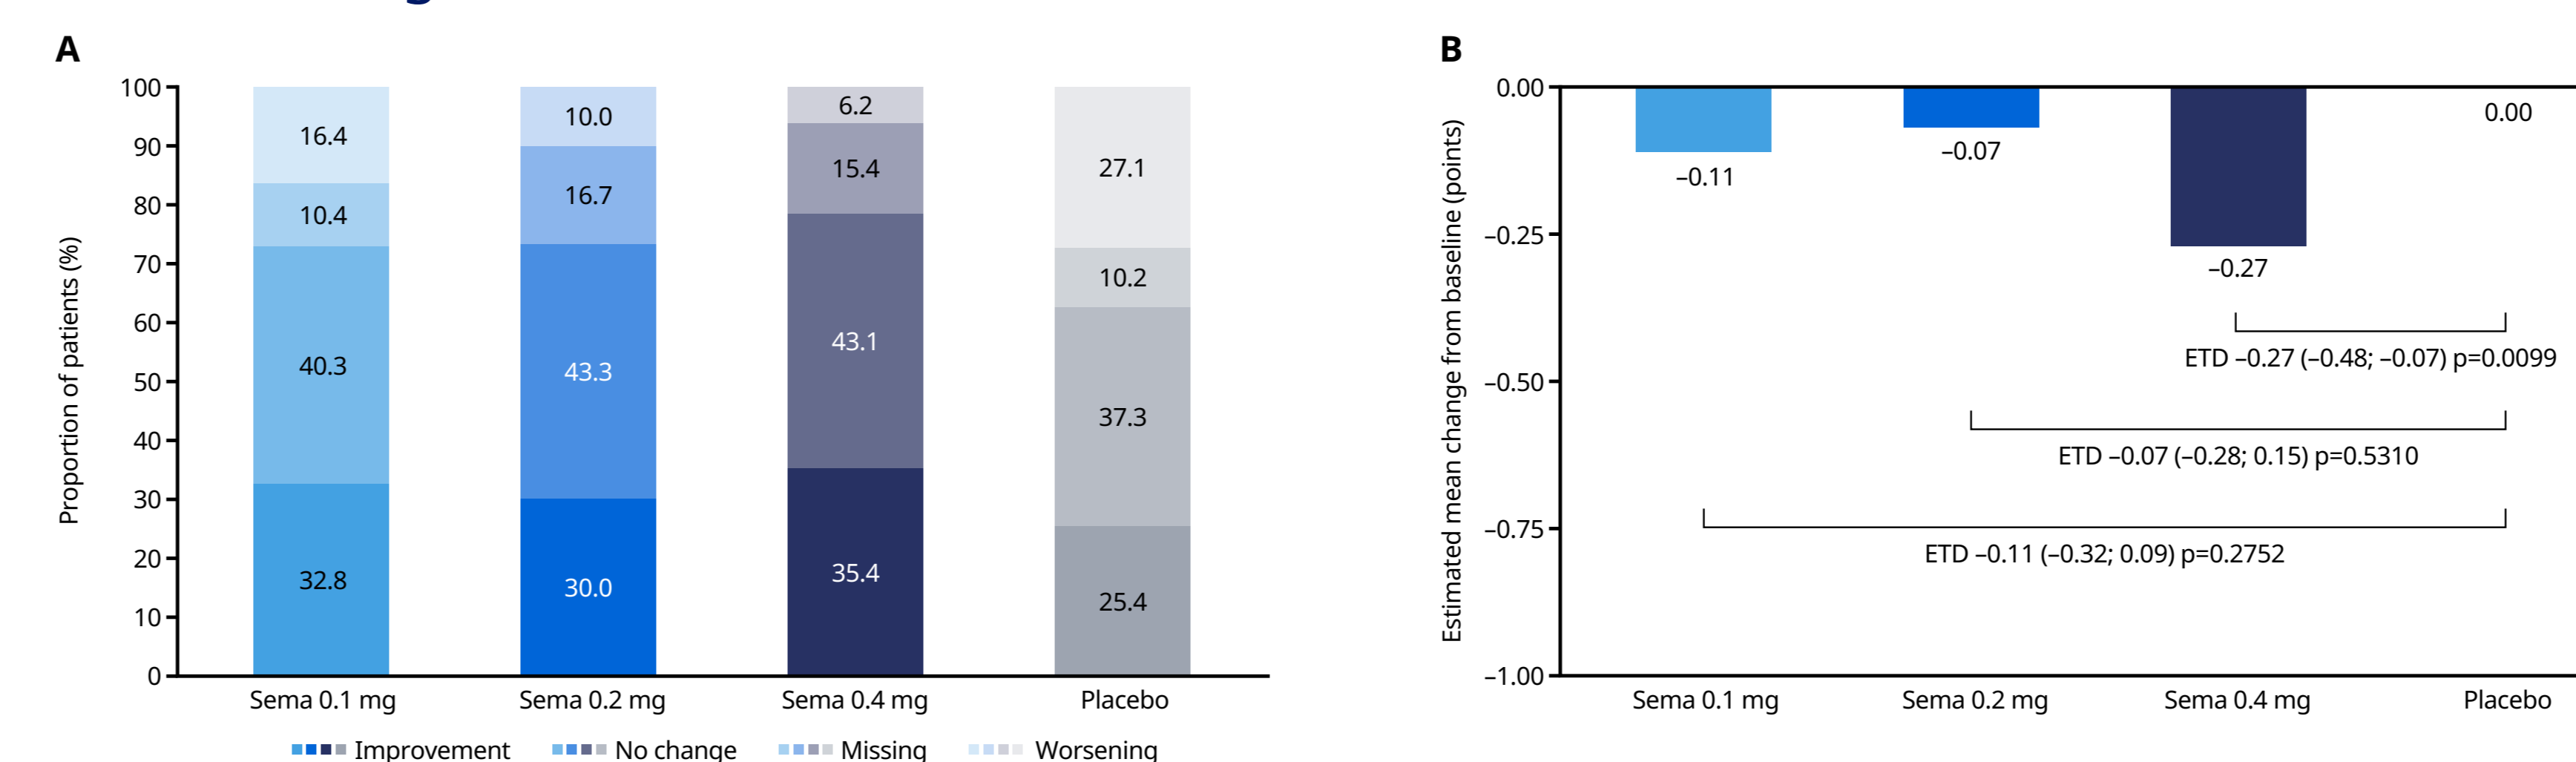 A
100
90
80
70
60
50
40
30
20
10
0
Proportion of patients (%)
16.4
10.4
40.3
32.8
10.0
16.7
43.3
30.0
6.2
15.4
43.1
35.4
27.1
10.2
37.3
25.4
Sema 0.1 mg
Sema 0.2 mg
Sema 0.4 mg
Placebo
Improvement
No change
Missing
Worsening
B
0.00
–0.25
–0.50
–0.75
–1.00
Estimated mean change from baseline (points)
–0.11
–0.07
–0.27
0.00
ETD –0.27 (–0.48; –0.07) p=0.0099
ETD –0.07 (–0.28; 0.15) p=0.5310
ETD –0.11 (–0.32; 0.09) p=0.2752
Sema 0.1 mg
Sema 0.2 mg
Sema 0.4 mg
Placebo